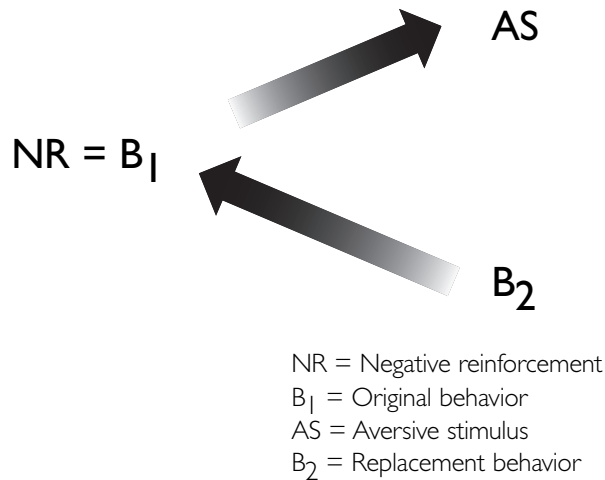 AS
NR = B₁
B₂
NR = Negative reinforcement
B₁ = Original behavior
AS = Aversive stimulus
B₂ = Replacement behavior